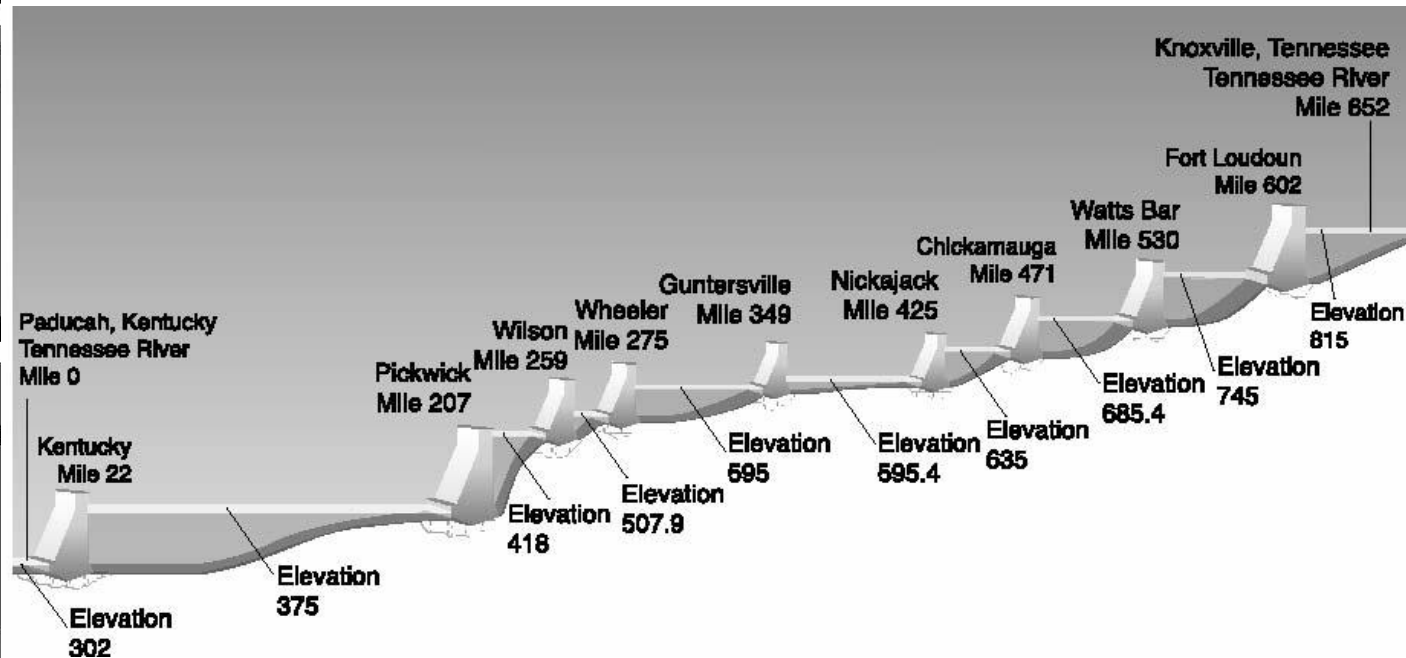 Knoxville, Tennessee
Tennessee River
Mile 652
Fort Loudoun
Mile 602
Watts Bar
Mile 530
Chickamauga
Mile 471
Nickajack
Mile 425
Guntersville
Mile 349
Wheeler
Mile 275
Wilson
Mile 259
Pickwick
Mile 207
Paducah, Kentucky
Tennessee River
Mile 0
Kentucky
Mile 22
Elevation
815
Elevation
745
Elevation
685.4
Elevation
635
Elevation
595.4
Elevation
595
Elevation
507.9
Elevation
418
Elevation
375
Elevation
302